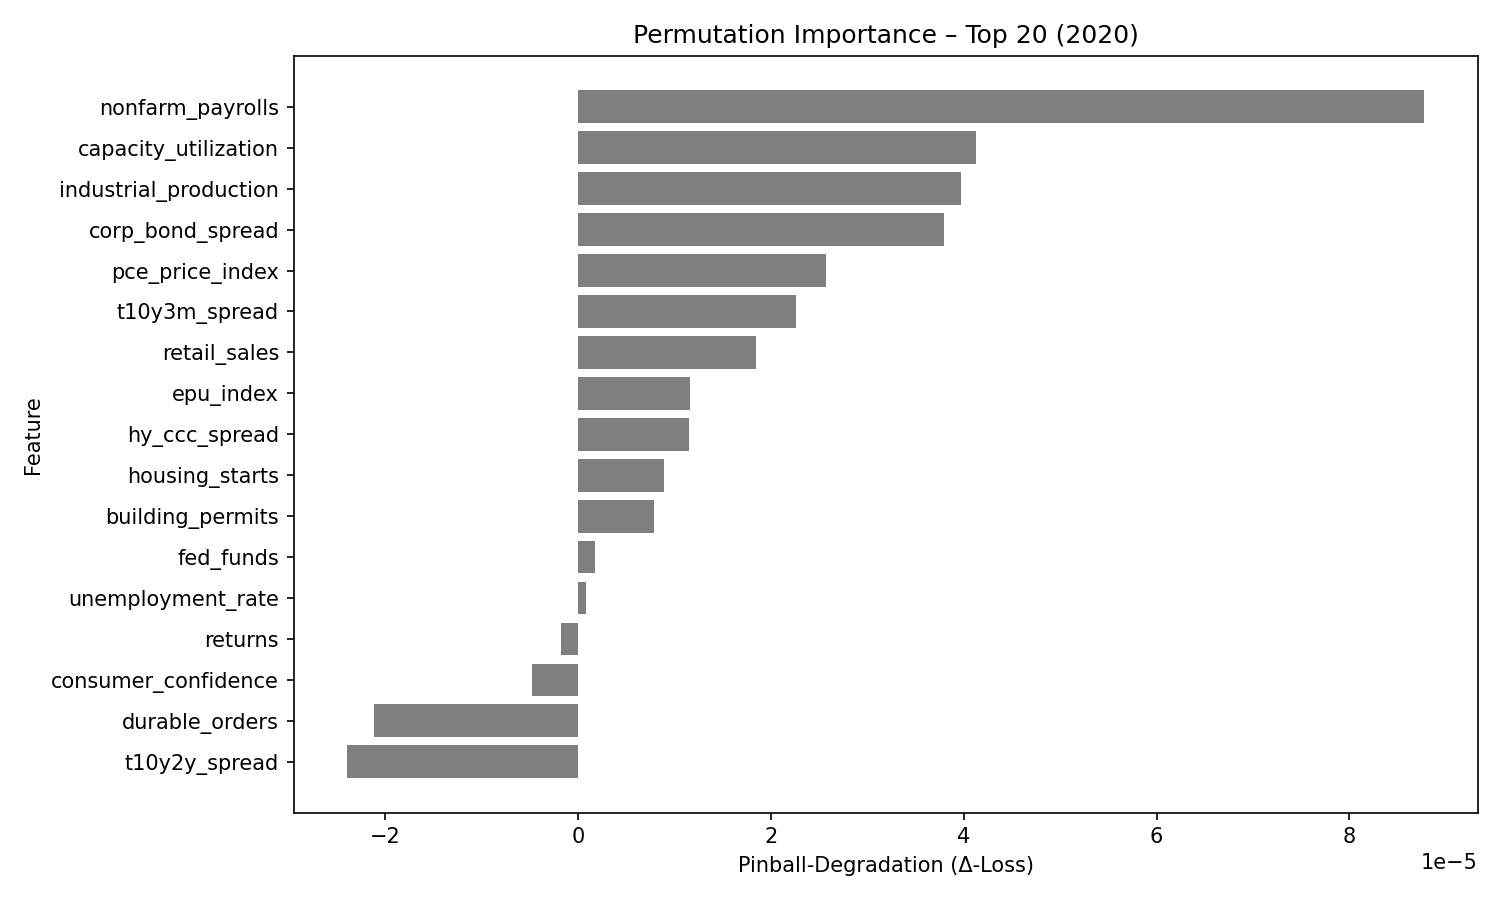 Permutation Importance – Top 20 (2020)
Feature
nonfarm_payrolls
capacity_utilization
industrial_production
corp_bond_spread
pce_price_index
t10y3m_spread
retail_sales
epu_index
hy_ccc_spread
housing_starts
building_permits
fed_funds
unemployment_rate
returns
consumer_confidence
durable_orders
t10y2y_spread
−2 0 2 4 6 8
1e−5
Pinball-Degradation (Δ-Loss)